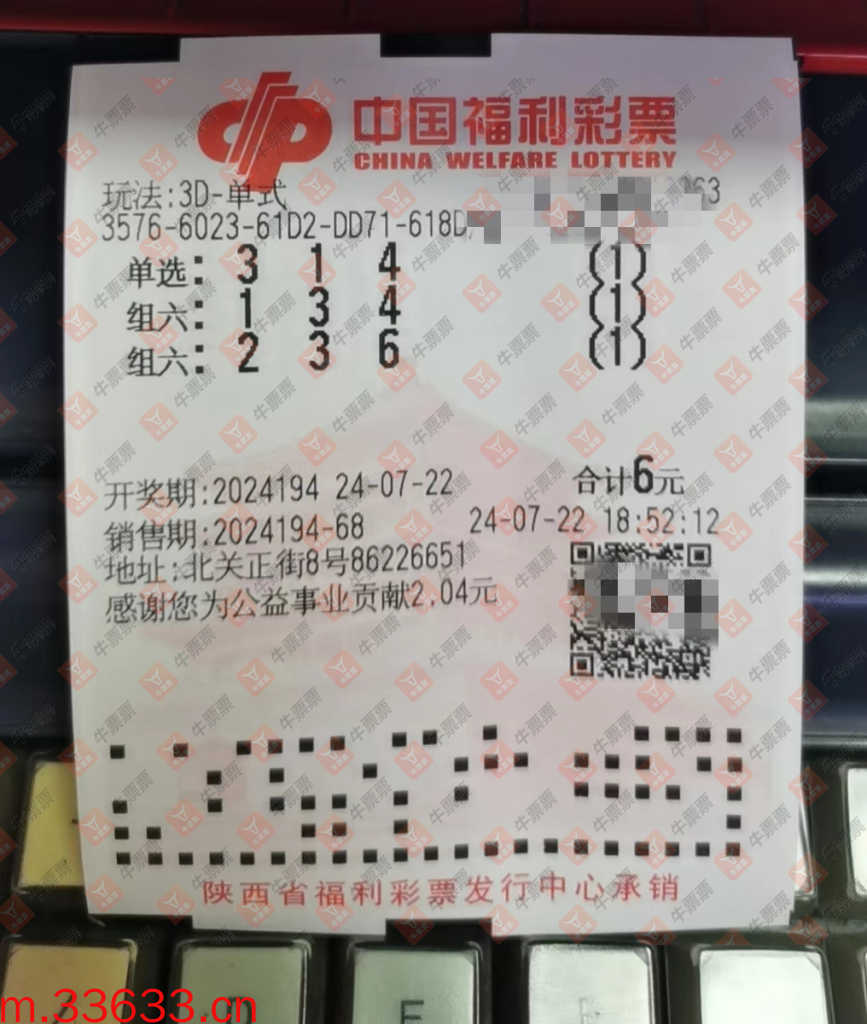 中国福利彩票
CHINA WELFARE LOTTERY
玩法:3D-单式 263
3576-6023-61D2-DD71-618D
单选: 3 1 4 (1)
组六: 1 3 4 (1)
组六: 2 3 6 (1)
开奖期:2024194 24-07-22 合计6元
销售期:2024194-68 24-07-22 18:52:12
地址:北关正街8号86226651
感谢您为公益事业贡献2.04元
陕西省福利彩票发行中心承销
牛票票
m.33633.cn